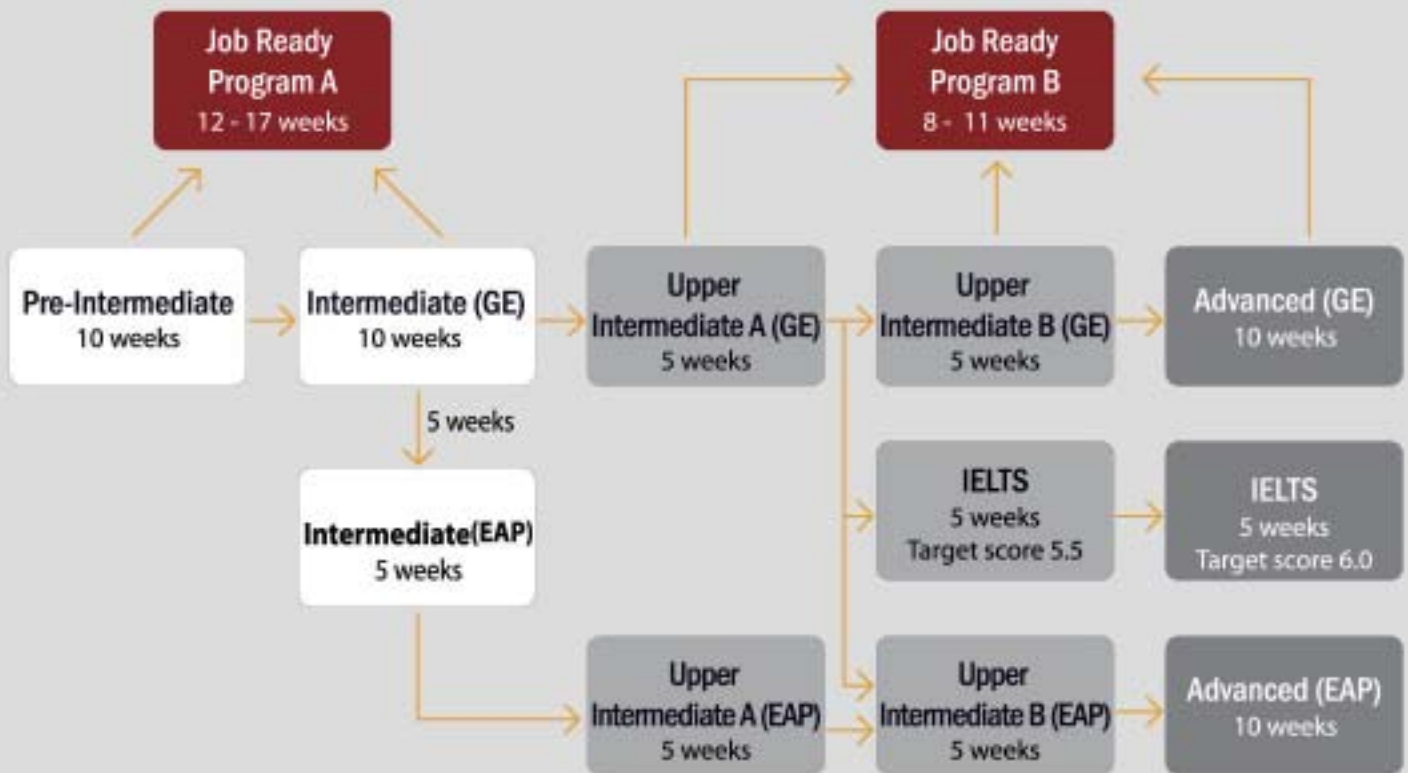 Job Ready
Program A
12 - 17 weeks
Job Ready
Program B
8 - 11 weeks
Pre-Intermediate
10 weeks
Intermediate (GE)
10 weeks
Upper
Intermediate A (GE)
5 weeks
Upper
Intermediate B (GE)
5 weeks
Advanced (GE)
10 weeks
5 weeks
Intermediate(EAP)
5 weeks
IELTS
5 weeks
Target score 5.5
IELTS
5 weeks
Target score 6.0
Upper
Intermediate A (EAP)
5 weeks
Upper
Intermediate B (EAP)
5 weeks
Advanced (EAP)
10 weeks